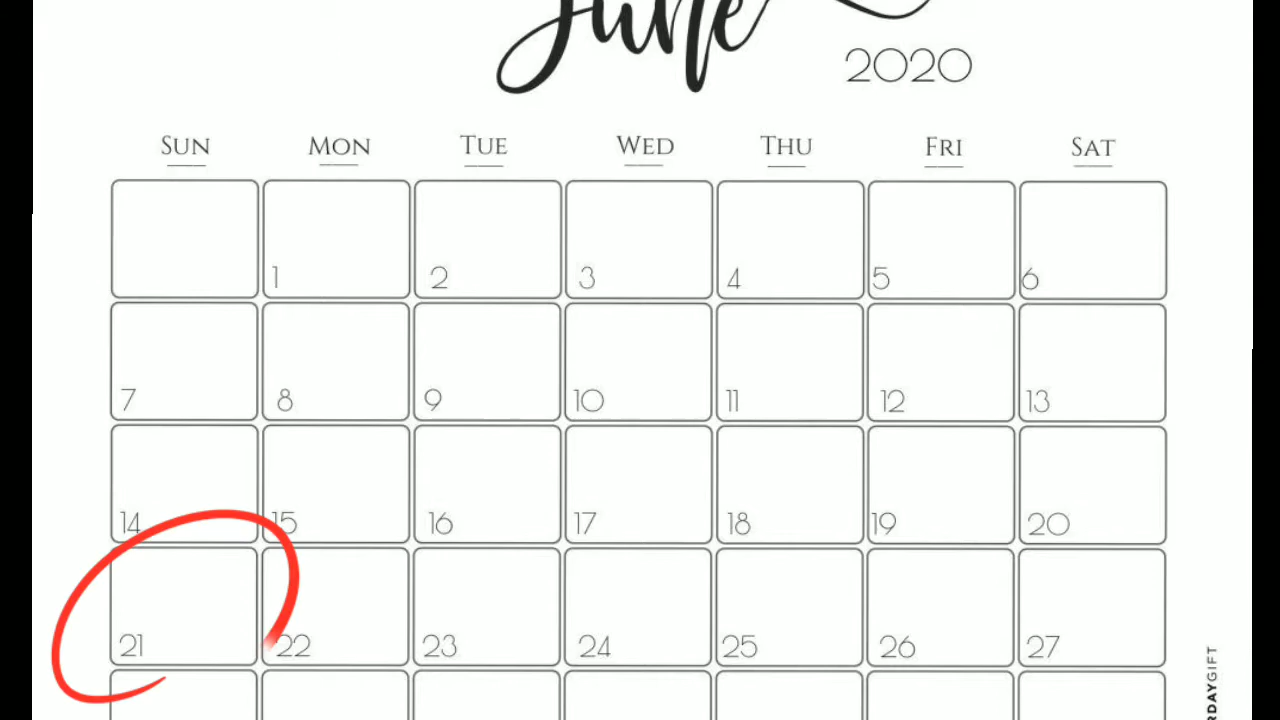 June
2020
SUN MON TUE WED THU FRI SAT
1 2 3 4 5 6
7 8 9 10 11 12 13
14 15 16 17 18 19 20
21 22 23 24 25 26 27
RDAYGIFT